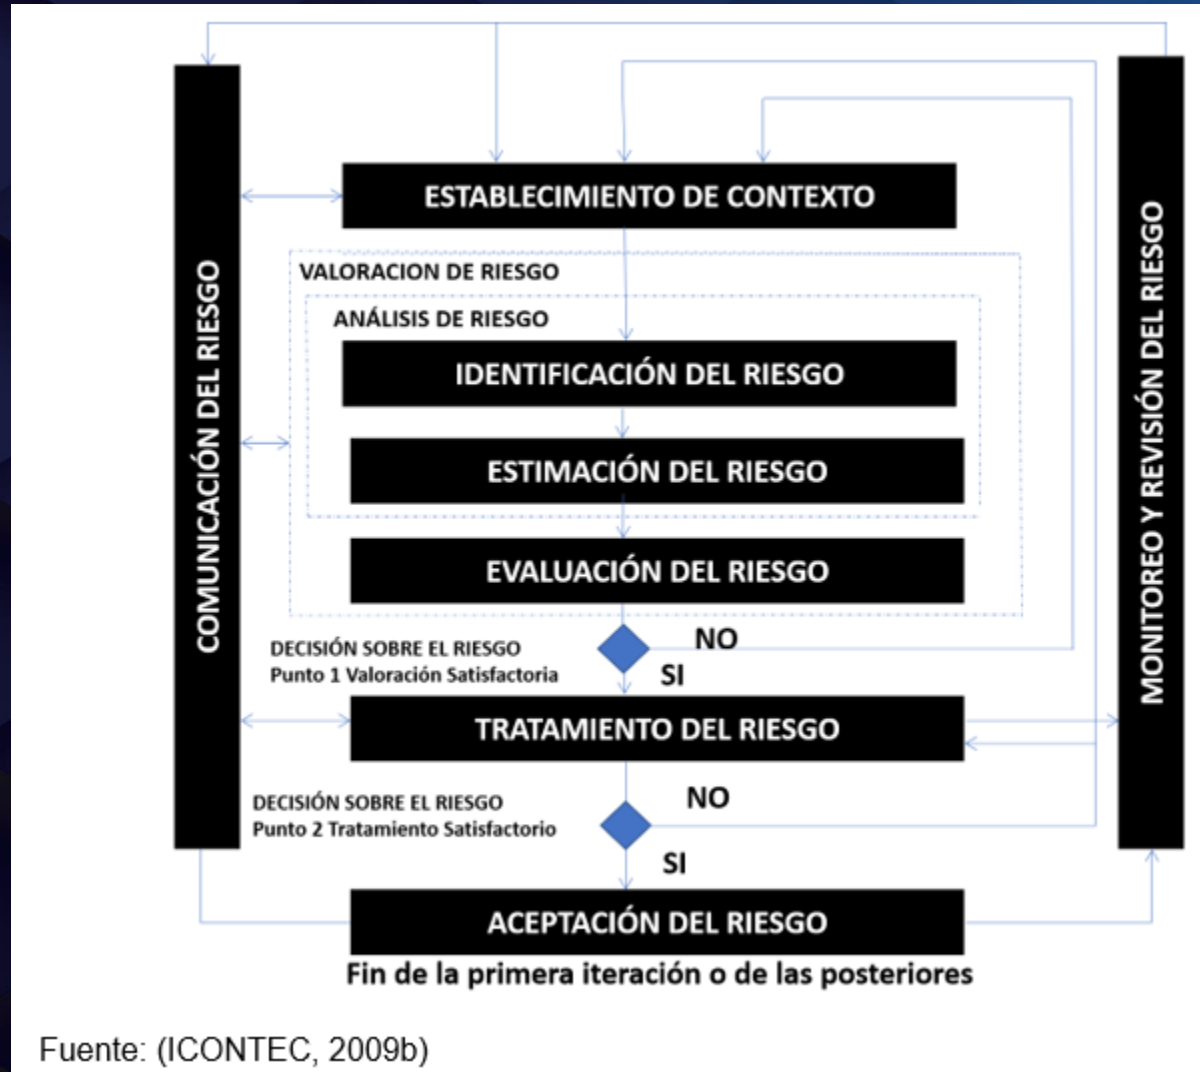 ESTABLECIMIENTO DE CONTEXTO
VALORACION DE RIESGO
ANÁLISIS DE RIESGO
IDENTIFICACIÓN DEL RIESGO
ESTIMACIÓN DEL RIESGO
EVALUACIÓN DEL RIESGO
COMUNICACIÓN DEL RIESGO
MONITOREO Y REVISIÓN DEL RIESGO
DECISIÓN SOBRE EL RIESGO
Punto 1 Valoración Satisfactoria
NO
SI
TRATAMIENTO DEL RIESGO
DECISIÓN SOBRE EL RIESGO
Punto 2 Tratamiento Satisfactorio
NO
SI
ACEPTACIÓN DEL RIESGO
Fin de la primera iteración o de las posteriores
Fuente: (ICONTEC, 2009b)